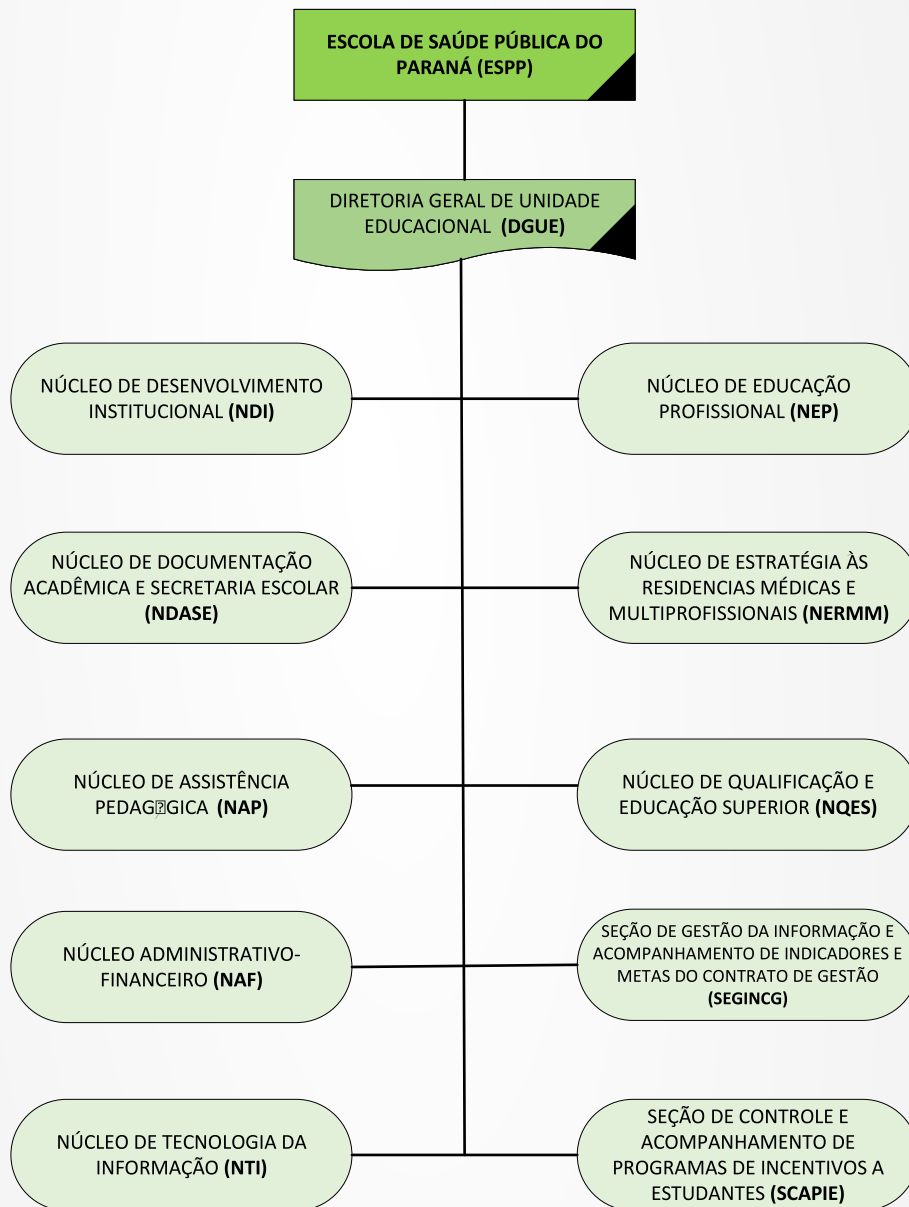 ESCOLA DE SAÚDE PÚBLICA DO
PARANÁ (ESPP)
DIRETORIA GERAL DE UNIDADE
EDUCACIONAL (DGUE)
NÚCLEO DE DESENVOLVIMENTO
INSTITUCIONAL (NDI)
NÚCLEO DE EDUCAÇÃO
PROFISSIONAL (NEP)
NÚCLEO DE DOCUMENTAÇÃO
ACADÊMICA E SECRETARIA ESCOLAR
(NDASE)
NÚCLEO DE ESTRATÉGIA ÀS
RESIDENCIAS MÉDICAS E
MULTIPROFISSIONAIS (NERMM)
NÚCLEO DE ASSISTÊNCIA
PEDAG⍰GICA (NAP)
NÚCLEO DE QUALIFICAÇÃO E
EDUCAÇÃO SUPERIOR (NQES)
NÚCLEO ADMINISTRATIVO-
FINANCEIRO (NAF)
SEÇÃO DE GESTÃO DA INFORMAÇÃO E
ACOMPANHAMENTO DE INDICADORES E
METAS DO CONTRATO DE GESTÃO
(SEGINCG)
NÚCLEO DE TECNOLOGIA DA
INFORMAÇÃO (NTI)
SEÇÃO DE CONTROLE E
ACOMPANHAMENTO DE
PROGRAMAS DE INCENTIVOS A
ESTUDANTES (SCAPIE)